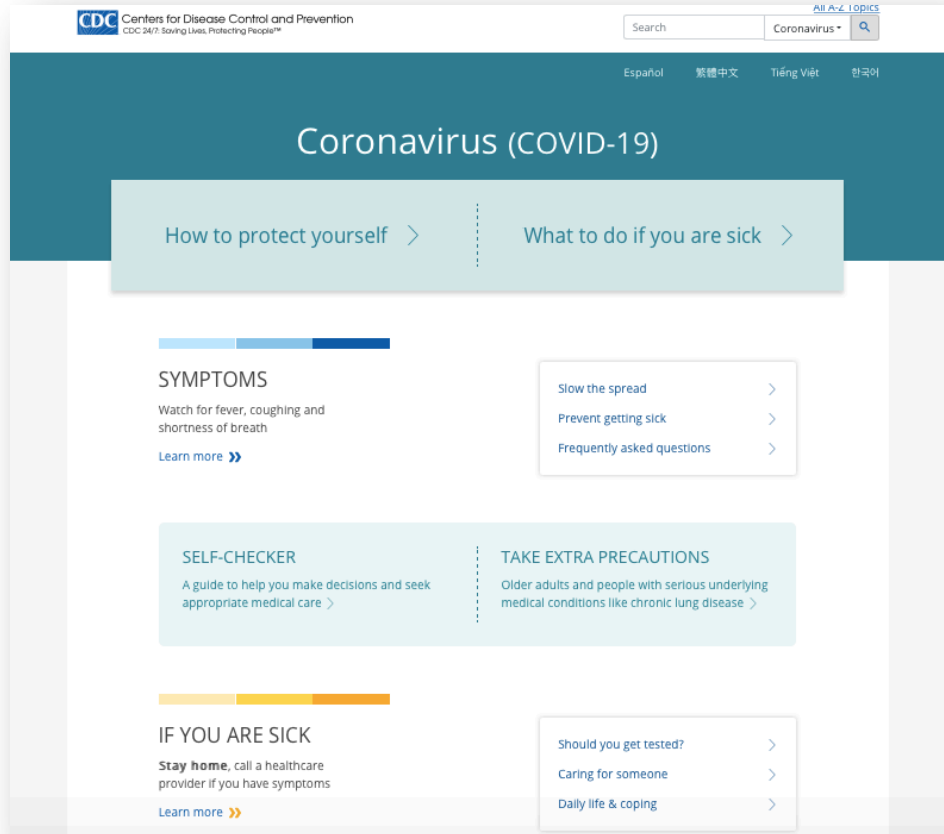 All A-Z Topics
CDC Centers for Disease Control and Prevention
CDC 24/7: Saving Lives, Protecting People™
Search
Coronavirus
Español 繁體中文 Tiếng Việt 한국어
Coronavirus (COVID-19)
How to protect yourself
What to do if you are sick
SYMPTOMS
Watch for fever, coughing and
shortness of breath
Learn more
Slow the spread
Prevent getting sick
Frequently asked questions
SELF-CHECKER
A guide to help you make decisions and seek
appropriate medical care
TAKE EXTRA PRECAUTIONS
Older adults and people with serious underlying
medical conditions like chronic lung disease
IF YOU ARE SICK
Stay home, call a healthcare
provider if you have symptoms
Learn more
Should you get tested?
Caring for someone
Daily life & coping